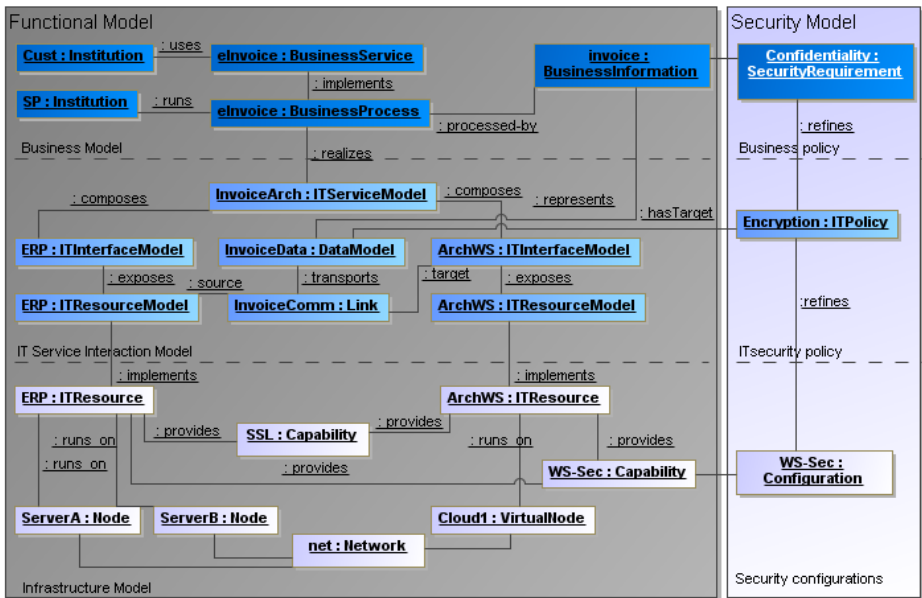 Functional Model
Security Model
Cust : Institution
: uses
eInvoice : BusinessService
invoice :
BusinessInformation
Confidentiality :
SecurityRequirement
: implements
SP : Institution
: runs
eInvoice : BusinessProcess
: processed-by
: refines
Business Model
: realizes
Business policy
: composes
InvoiceArch : ITServiceModel
: composes
: represents
: hasTarget
Encryption : ITPolicy
ERP : ITInterfaceModel
InvoiceData : DataModel
ArchWS : ITInterfaceModel
: exposes
: source
: transports
: target
: exposes
ERP : ITResourceModel
InvoiceComm : Link
ArchWS : ITResourceModel
:refines
IT Service Interaction Model
ITsecurity policy
: implements
: implements
ERP : ITResource
ArchWS : ITResource
: provides
SSL : Capability
: provides
: runs_on
: runs_on
: provides
: runs_on
: provides
WS-Sec : Capability
WS-Sec :
Configuration
ServerA : Node
ServerB : Node
Cloud1 : VirtualNode
net : Network
Infrastructure Model
Security configurations